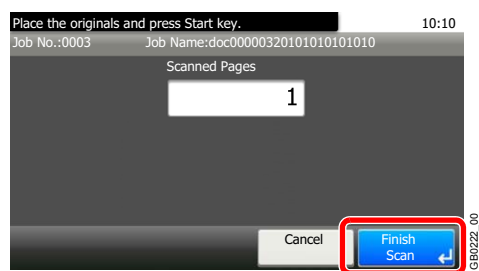 Place the originals and press Start key. 10:10
Job No.:0003 Job Name:doc00000320101010101010
Scanned Pages
1
Cancel
Finish
Scan
GB0222_00